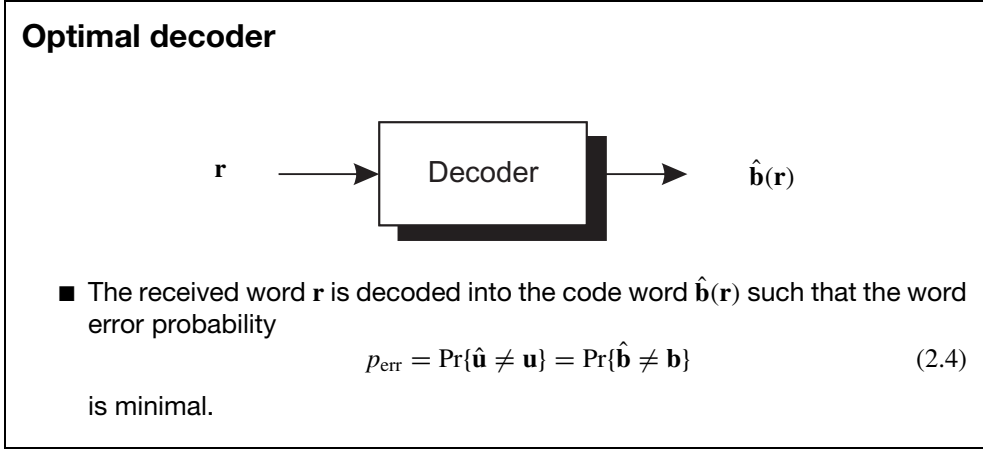 Optimal decoder
r Decoder b̂(r)
■ The received word r is decoded into the code word b̂(r) such that the word
error probability
p_err = Pr{û ≠ u} = Pr{b̂ ≠ b} (2.4)
is minimal.